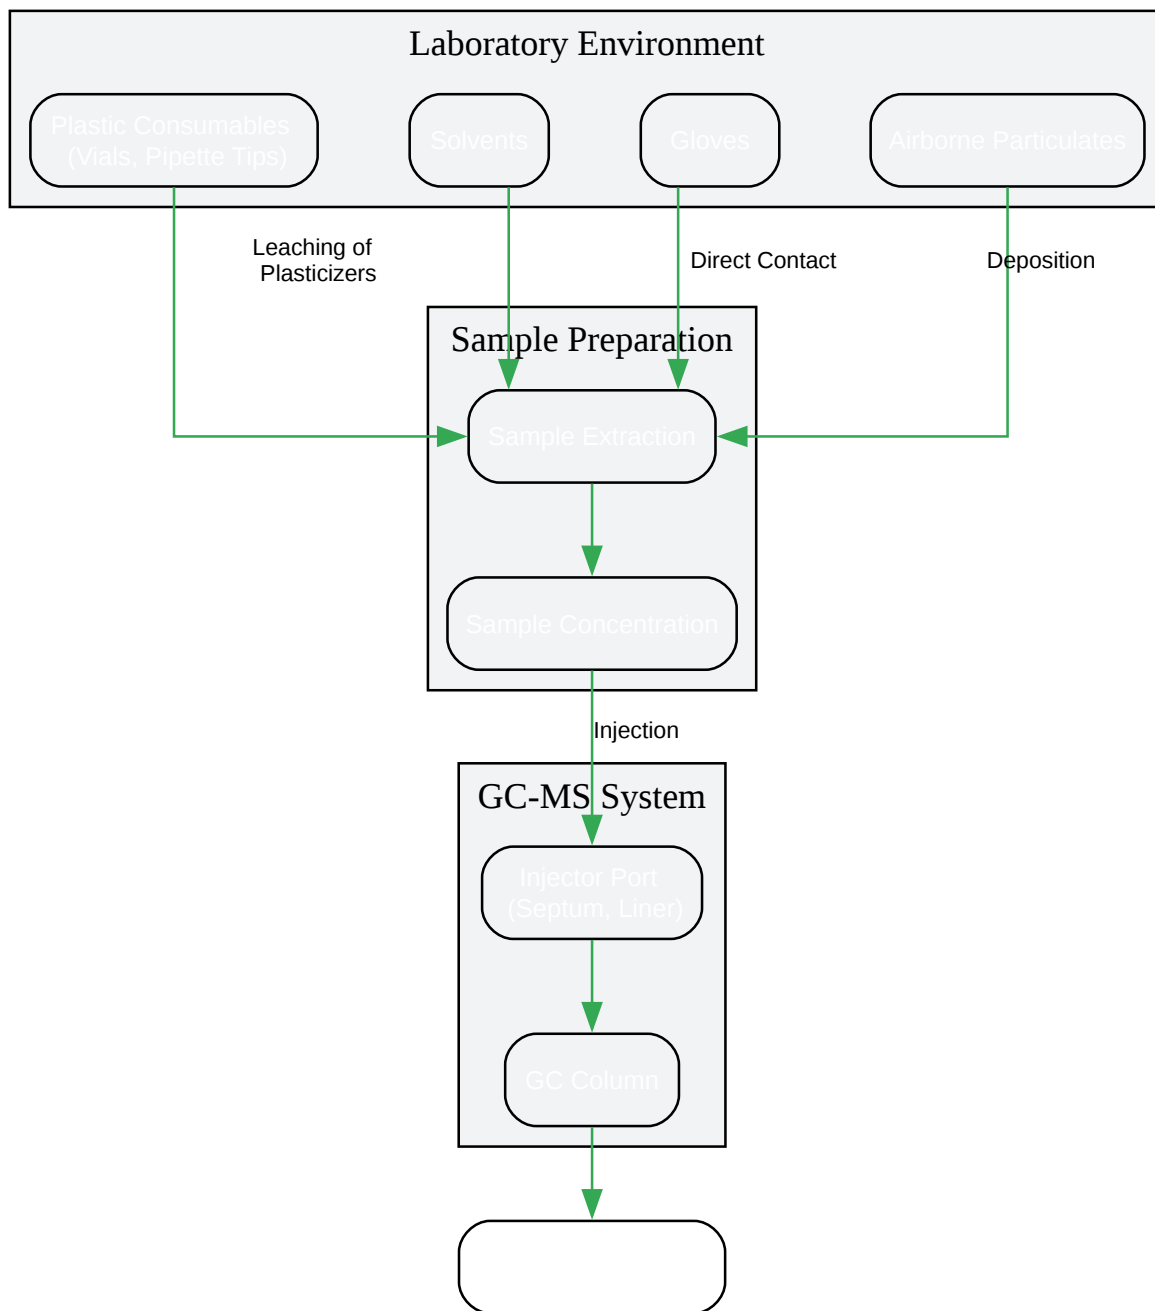 Laboratory Environment
Plastic Consumables
(Vials, Pipette Tips)
Solvents
Gloves
Airborne Particulates
Leaching of
Plasticizers
Direct Contact
Deposition
Sample Preparation
Sample Extraction
Sample Concentration
Injection
GC-MS System
Injector Port
(Septum, Liner)
GC Column